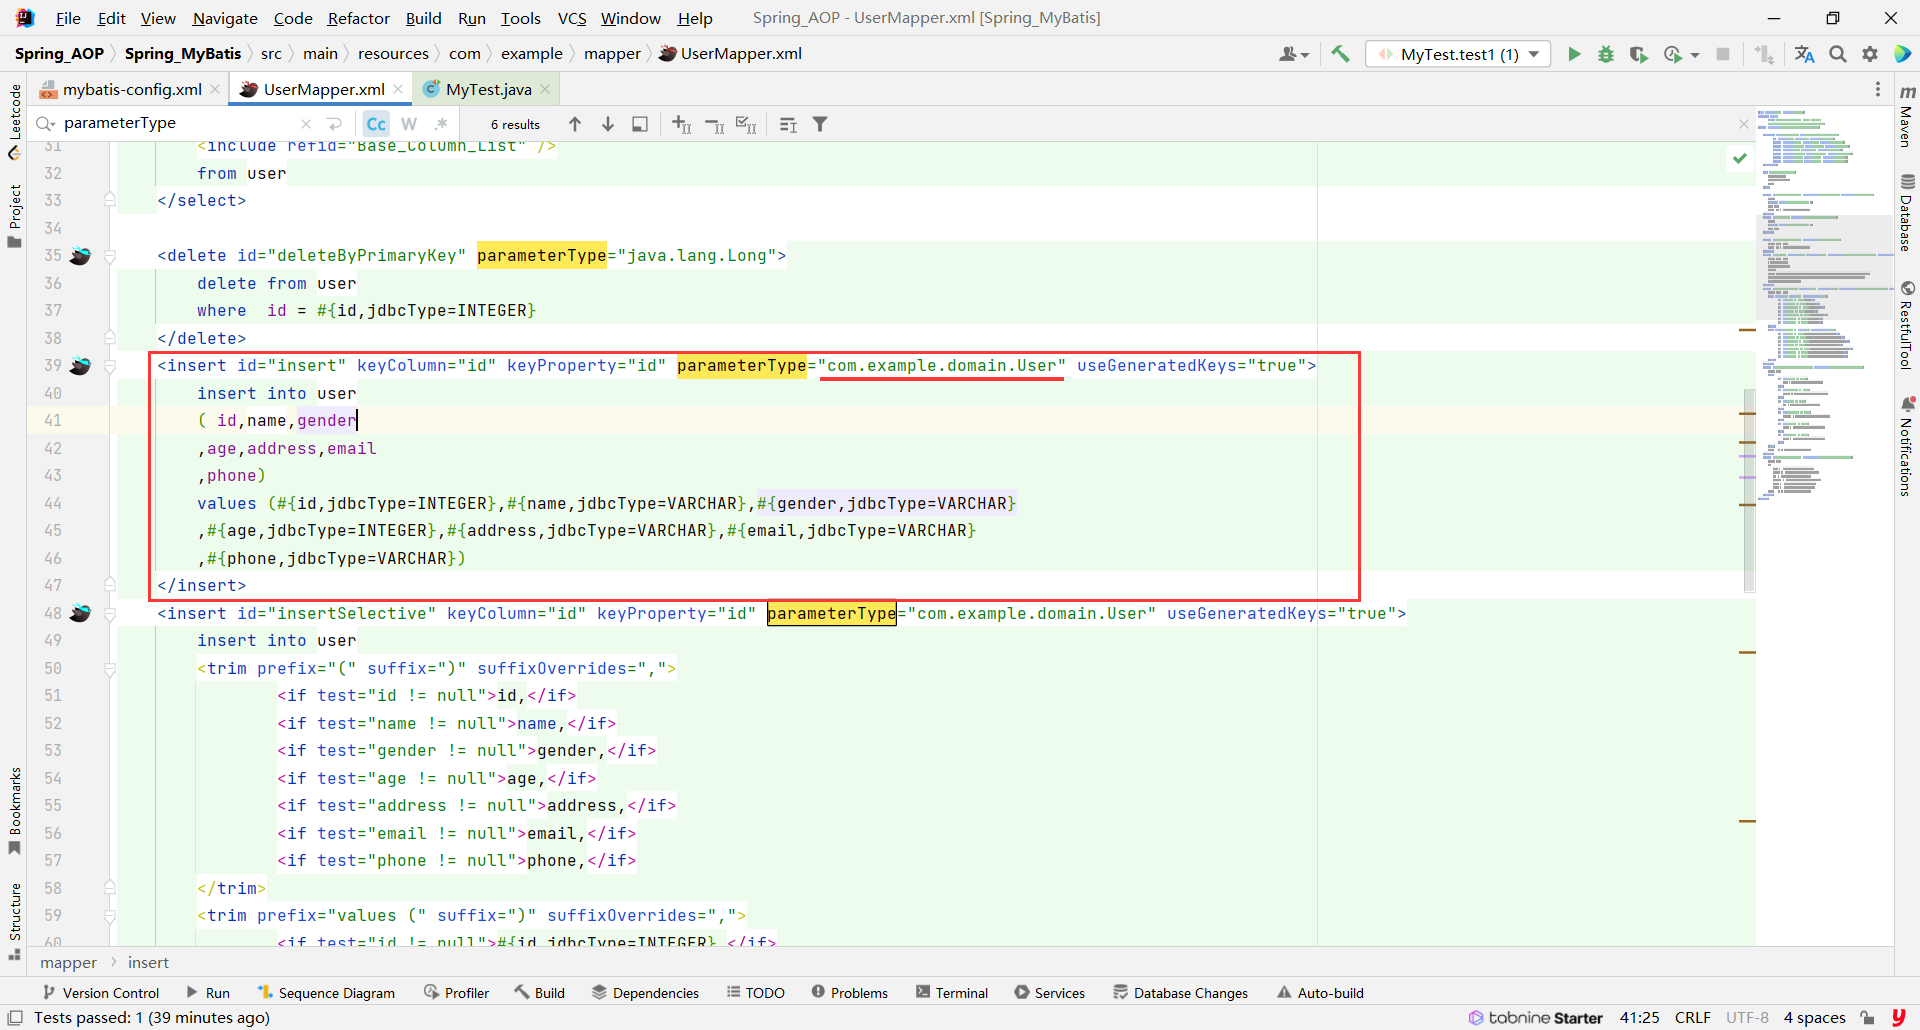 File Edit View Navigate Code Refactor Build Run Tools VCS Window Help Spring_AOP - UserMapper.xml [Spring_MyBatis]
Spring_AOP Spring_MyBatis src main resources com example mapper UserMapper.xml MyTest.test1 (1)
mybatis-config.xml UserMapper.xml MyTest.java
parameterType Cc W .* 6 results
31 <include refid="Base_Column_List" />
32 from user
33 </select>
34
35 <delete id="deleteByPrimaryKey" parameterType="java.lang.Long">
36 delete from user
37 where  id = #{id,jdbcType=INTEGER}
38 </delete>
39 <insert id="insert" keyColumn="id" keyProperty="id" parameterType="com.example.domain.User" useGeneratedKeys="true">
40 insert into user
41 ( id,name,gender
42 ,age,address,email
43 ,phone)
44 values (#{id,jdbcType=INTEGER},#{name,jdbcType=VARCHAR},#{gender,jdbcType=VARCHAR}
45 ,#{age,jdbcType=INTEGER},#{address,jdbcType=VARCHAR},#{email,jdbcType=VARCHAR}
46 ,#{phone,jdbcType=VARCHAR})
47 </insert>
48 <insert id="insertSelective" keyColumn="id" keyProperty="id" parameterType="com.example.domain.User" useGeneratedKeys="true">
49 insert into user
50 <trim prefix="(" suffix=")" suffixOverrides=",">
51 <if test="id != null">id,</if>
52 <if test="name != null">name,</if>
53 <if test="gender != null">gender,</if>
54 <if test="age != null">age,</if>
55 <if test="address != null">address,</if>
56 <if test="email != null">email,</if>
57 <if test="phone != null">phone,</if>
58 </trim>
59 <trim prefix="values (" suffix=")" suffixOverrides=",">
60 <if test="id != null">#{id,jdbcType=INTEGER},</if>
Leetcode
Project
Bookmarks
Structure
m Maven
Database
RestfulTool
Notifications
mapper insert
Version Control Run Sequence Diagram Profiler Build Dependencies TODO Problems Terminal Services Database Changes Auto-build
Tests passed: 1 (39 minutes ago) tabnine Starter 41:25 CRLF UTF-8 4 spaces y